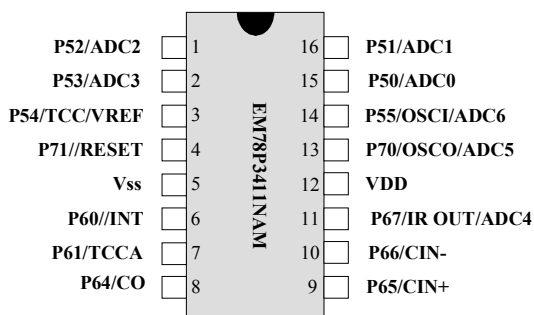 P52/ADC2 1 16 P51/ADC1
P53/ADC3 2 15 P50/ADC0
P54/TCC/VREF 3 14 P55/OSCI/ADC6
P71//RESET 4 13 P70/OSCO/ADC5
Vss 5 12 VDD
P60//INT 6 11 P67/IR OUT/ADC4
P61/TCCA 7 10 P66/CIN-
P64/CO 8 9 P65/CIN+
EM78P3411NAM